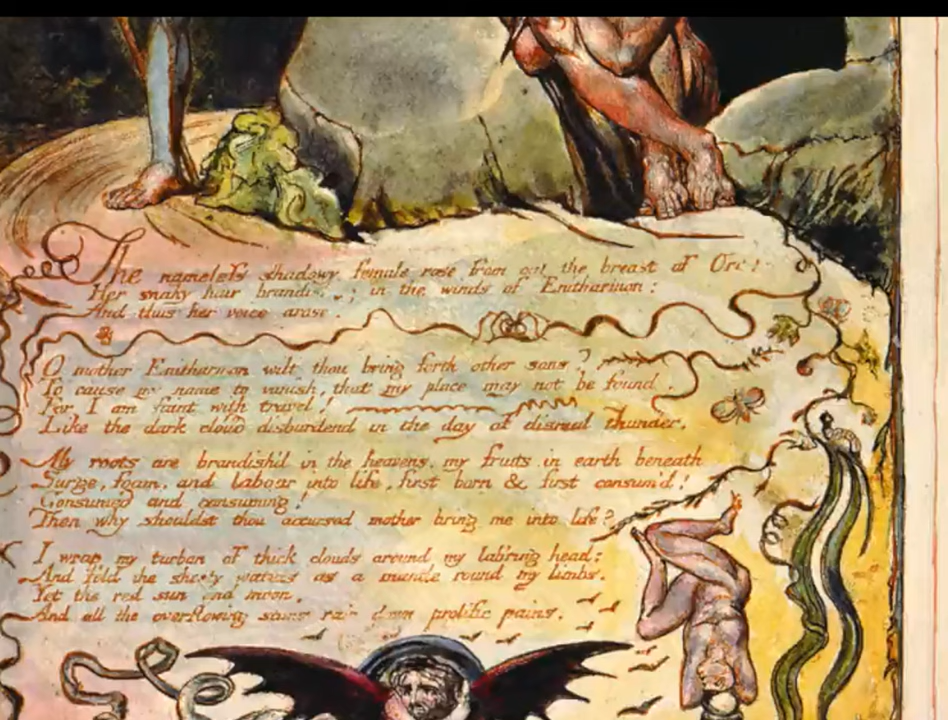 The nameless shadowy female rose from out the breast of Orc:
Her snaky hair brandishing in the winds of Enitharmon:
And thus her voice arose.
O mother Enitharmon wilt thou bring forth other sons?
To cause my name to vanish, that my place may not be found.
For I am faint with travel!
Like the dark cloud disburdend in the day of dismal thunder.
My roots are brandish'd in the heavens. my fruits in earth beneath
Surge, foam, and labour into life, first born & first consum'd!
Consumed and consuming!
Then why shouldst thou accursed mother bring me into life?
I wrap my turban of thick clouds around my lab'ring head:
And fold the sheety waters as a mantle round my limbs.
Yet the red sun and moon,
And all the overflowing stars rain down prolific pains.